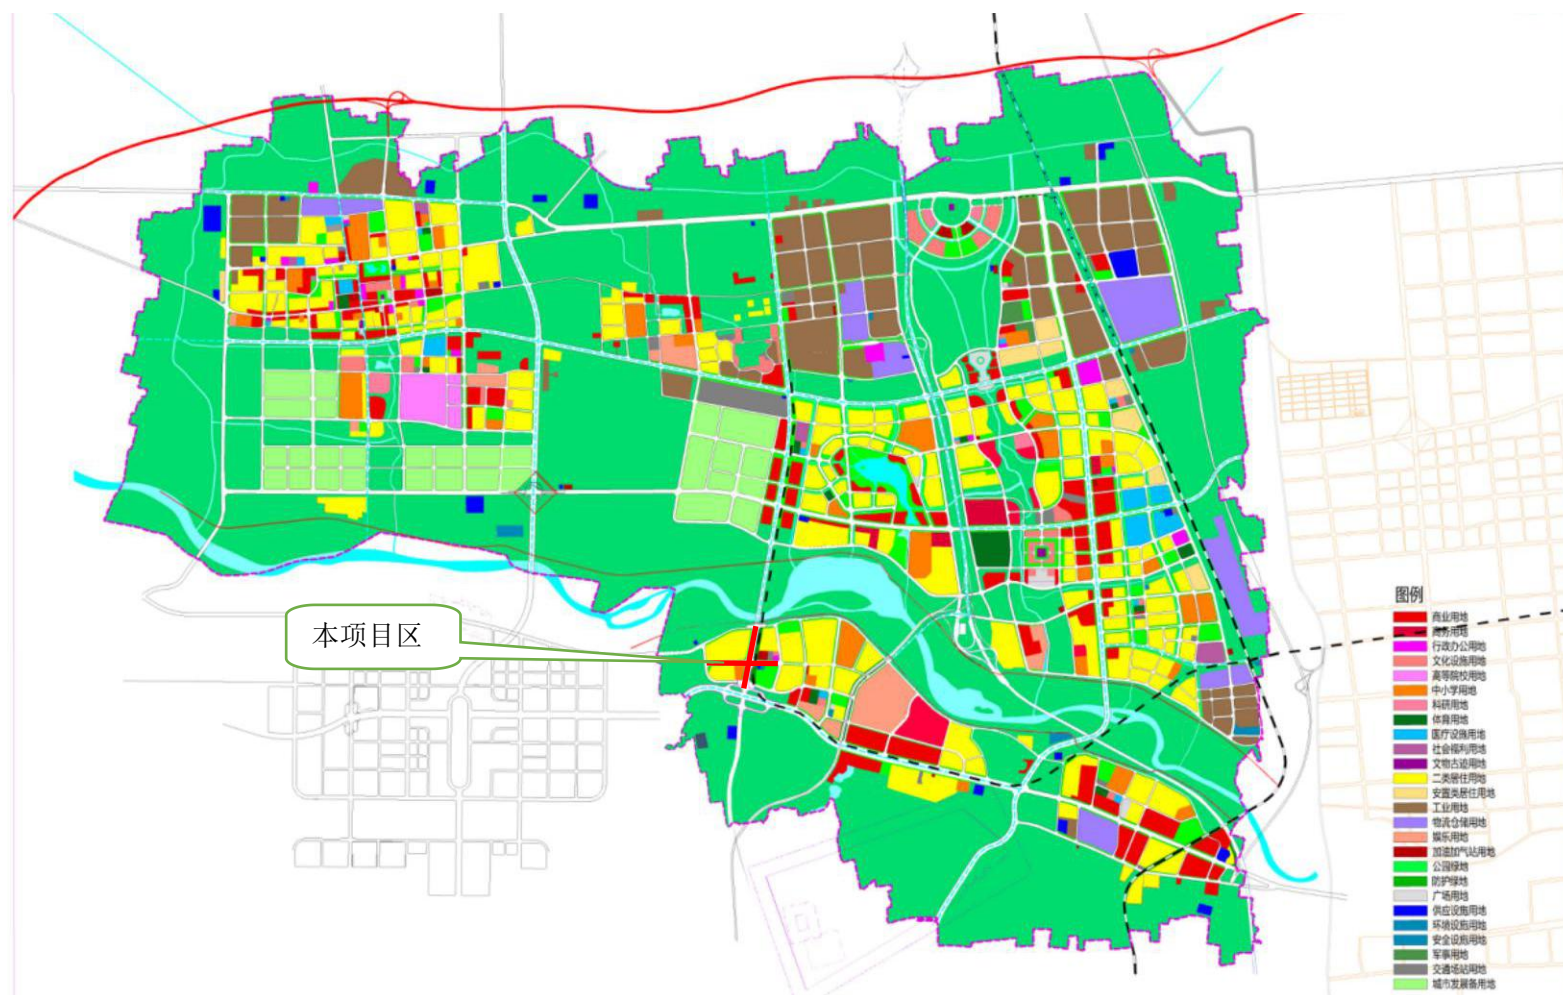 本项目区
图例
商业用地
商务用地
行政办公用地
文化设施用地
高等院校用地
中小学用地
科研用地
体育用地
医疗设施用地
社会福利用地
文物古迹用地
二类居住用地
安置类居住用地
工业用地
物流仓储用地
娱乐用地
加油加气站用地
公园绿地
防护绿地
广场用地
供应设施用地
环境设施用地
安全设施用地
军事用地
交通场站用地
城市发展备用地